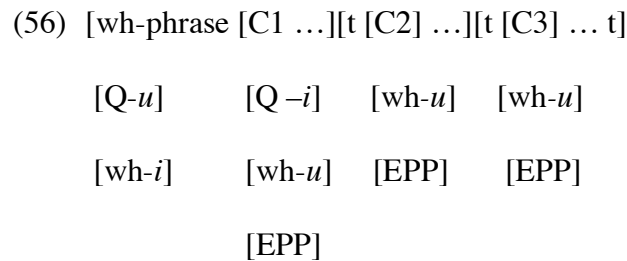 (56) [wh-phrase [C1 …][t [C2] …][t [C3] … t]
[Q-u] [Q –i] [wh-u] [wh-u]
[wh-i] [wh-u] [EPP] [EPP]
[EPP]